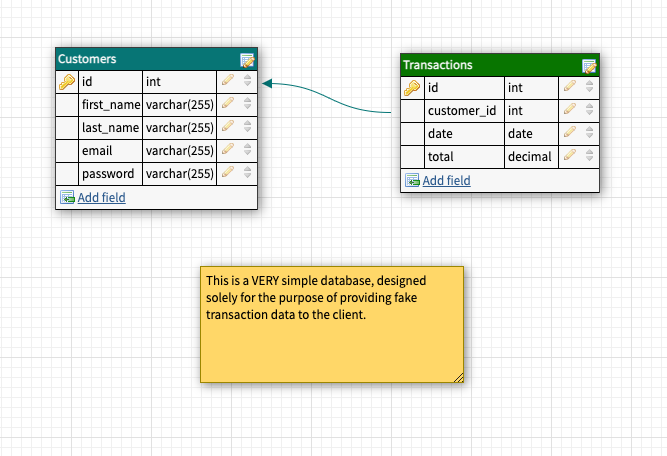 Customers
id int
first_name varchar(255)
last_name varchar(255)
email varchar(255)
password varchar(255)
Add field
Transactions
id int
customer_id int
date date
total decimal
Add field
This is a VERY simple database, designed
solely for the purpose of providing fake
transaction data to the client.